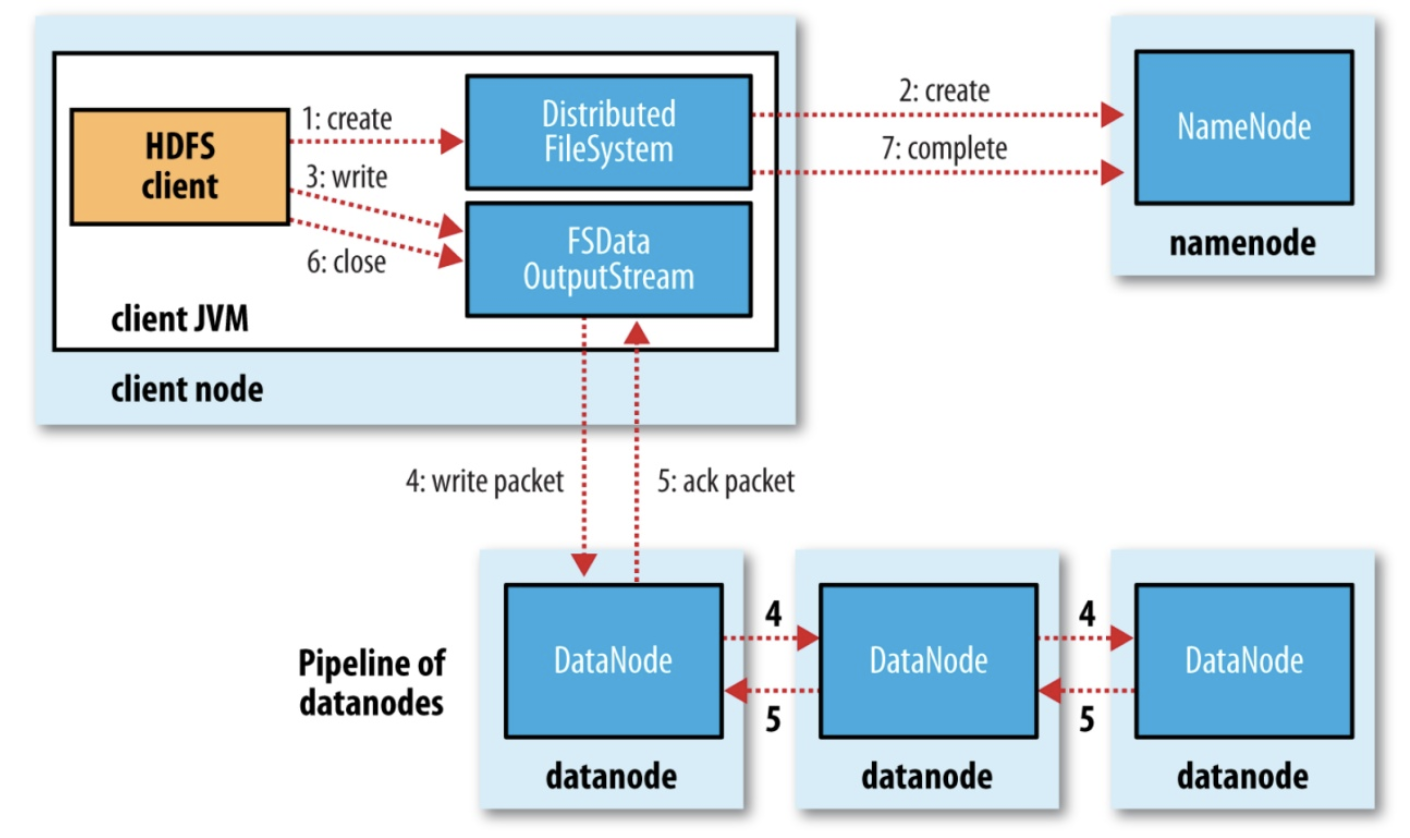 1: create
Distributed
FileSystem
2: create
NameNode
HDFS
client
7: complete
3: write
FSData
OutputStream
namenode
6: close
client JVM
client node
4: write packet
5: ack packet
Pipeline of
datanodes
DataNode
4
DataNode
4
DataNode
5
5
datanode
datanode
datanode